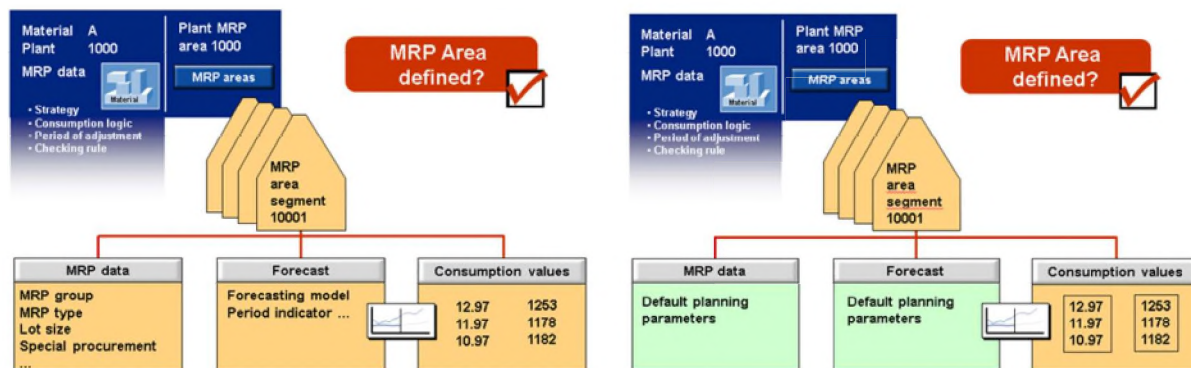 Material A
Plant 1000
MRP data
Material
• Strategy
• Consumption logic
• Period of adjustment
• Checking rule
Plant MRP
area 1000
MRP areas
MRP Area
defined?
MRP
area
segment
10001
MRP data
MRP group
MRP type
Lot size
Special procurement
...
Forecast
Forecasting model
Period indicator ...
Consumption values
12.97 1253
11.97 1178
10.97 1182
Material A
Plant 1000
MRP data
Material
• Strategy
• Consumption logic
• Period of adjustment
• Checking rule
Plant MRP
area 1000
MRP areas
MRP Area
defined?
MRP
area
segment
10001
MRP data
Default planning
parameters
Forecast
Default planning
parameters
Consumption values
12.97 1253
11.97 1178
10.97 1182